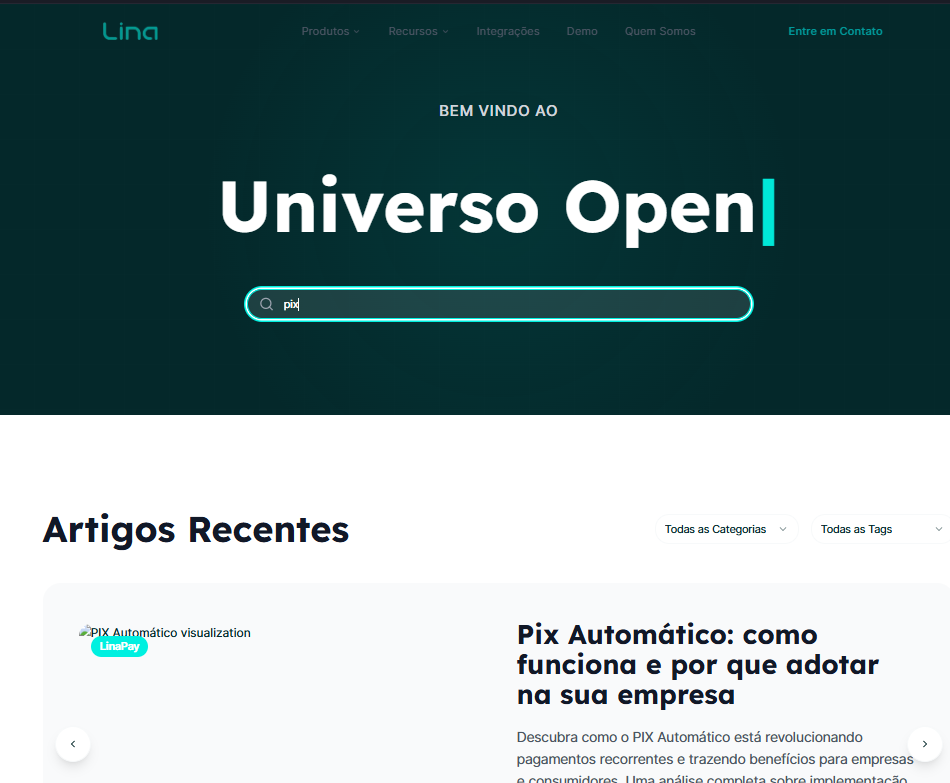 Lina
Produtos Recursos Integrações Demo Quem Somos Entre em Contato
BEM VINDO AO
Universo Open
pix
Artigos Recentes
Todas as Categorias Todas as Tags
PIX Automático visualization
LinaPay
Pix Automático: como
funciona e por que adotar
na sua empresa
Descubra como o PIX Automático está revolucionando
pagamentos recorrentes e trazendo benefícios para empresas
e consumidores. Uma análise completa sobre implementação,